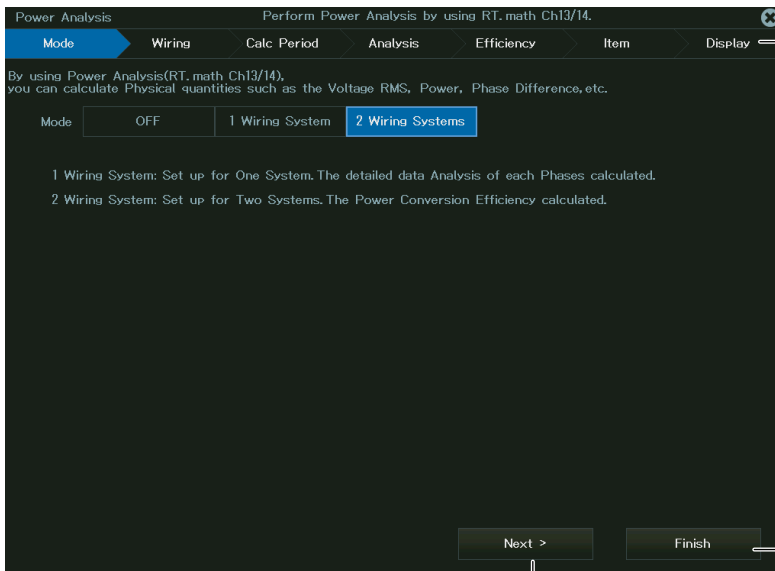 Power Analysis Perform Power Analysis by using RT. math Ch13/14.
Mode Wiring Calc Period Analysis Efficiency Item Display
By using Power Analysis(RT. math Ch13/14),
you can calculate Physical quantities such as the Voltage RMS, Power, Phase Difference, etc.
Mode OFF 1 Wiring System 2 Wiring Systems
1 Wiring System: Set up for One System. The detailed data Analysis of each Phases calculated.
2 Wiring System: Set up for Two Systems. The Power Conversion Efficiency calculated.
Next > Finish